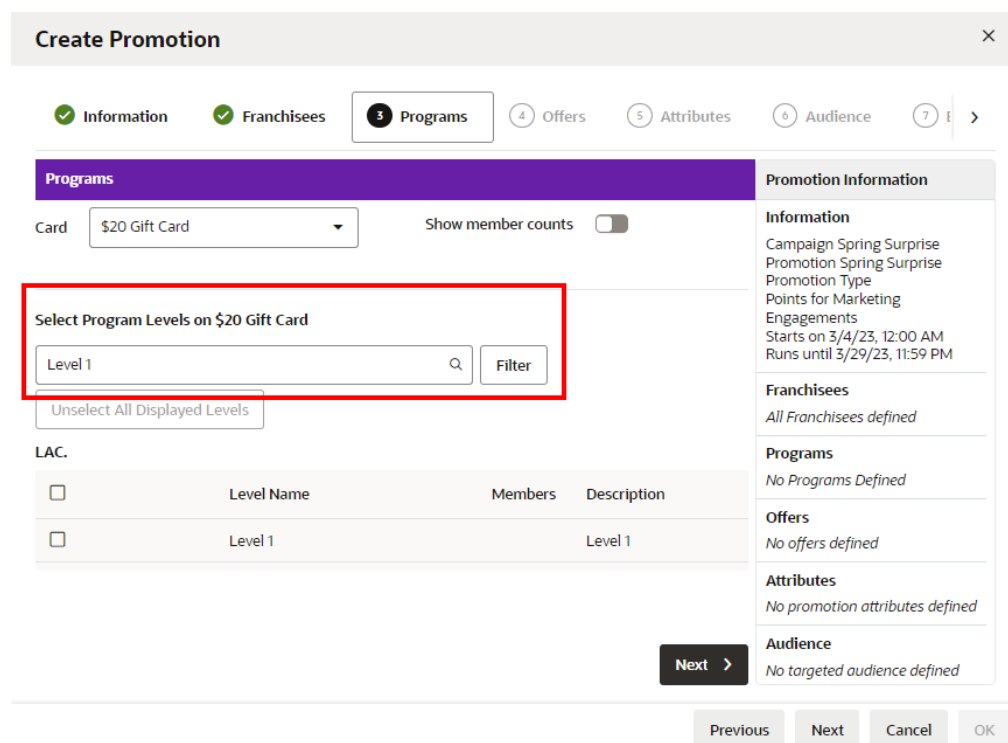 Create Promotion
Information
Franchisees
3 Programs
4 Offers
5 Attributes
6 Audience
7
Programs
Card
$20 Gift Card
Show member counts
Select Program Levels on $20 Gift Card
Level 1
Filter
Unselect All Displayed Levels
LAC.
Level Name Members Description
Level 1 Level 1
Next
Promotion Information
Information
Campaign Spring Surprise
Promotion Spring Surprise
Promotion Type
Points for Marketing
Engagements
Starts on 3/4/23, 12:00 AM
Runs until 3/29/23, 11:59 PM
Franchisees
All Franchisees defined
Programs
No Programs Defined
Offers
No offers defined
Attributes
No promotion attributes defined
Audience
No targeted audience defined
Previous
Next
Cancel
OK